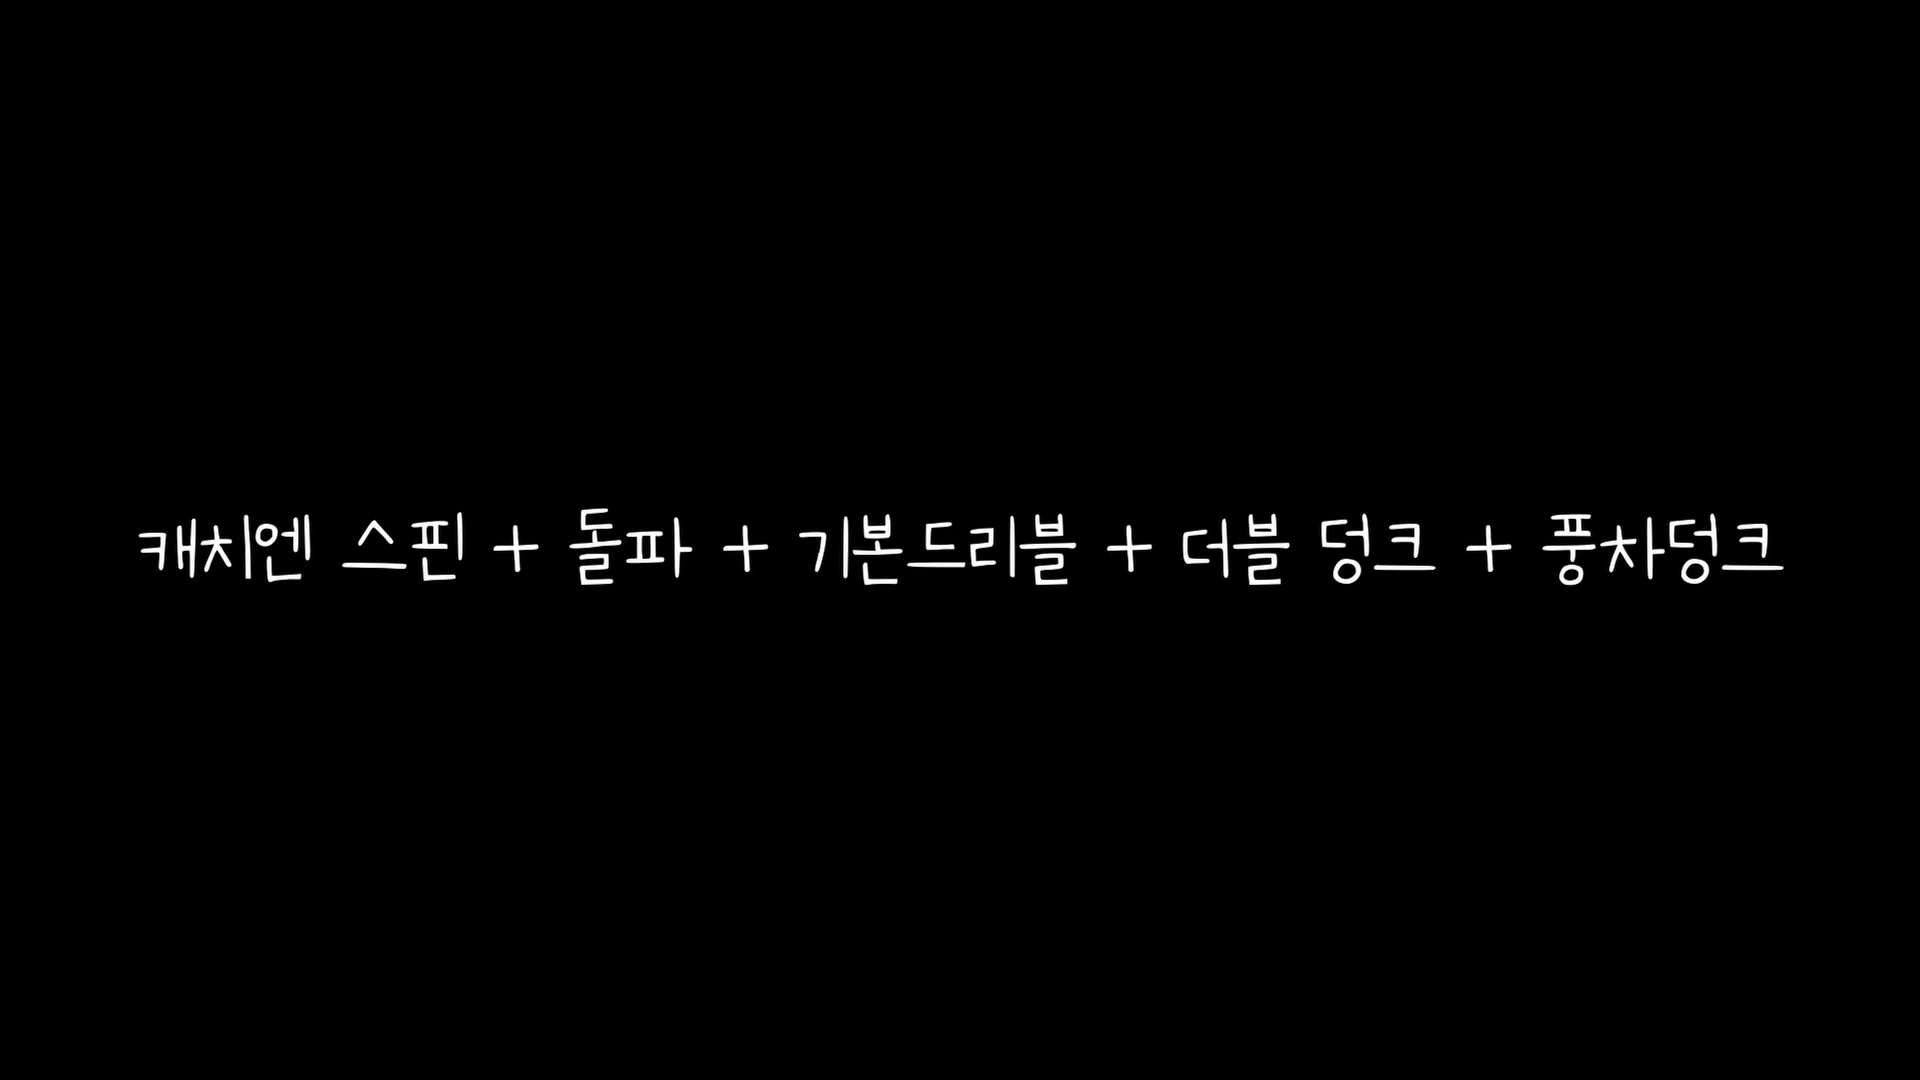 캐치엔 스핀 + 돌파 + 기본드리블 + 더블 덩크 + 풍차덩크